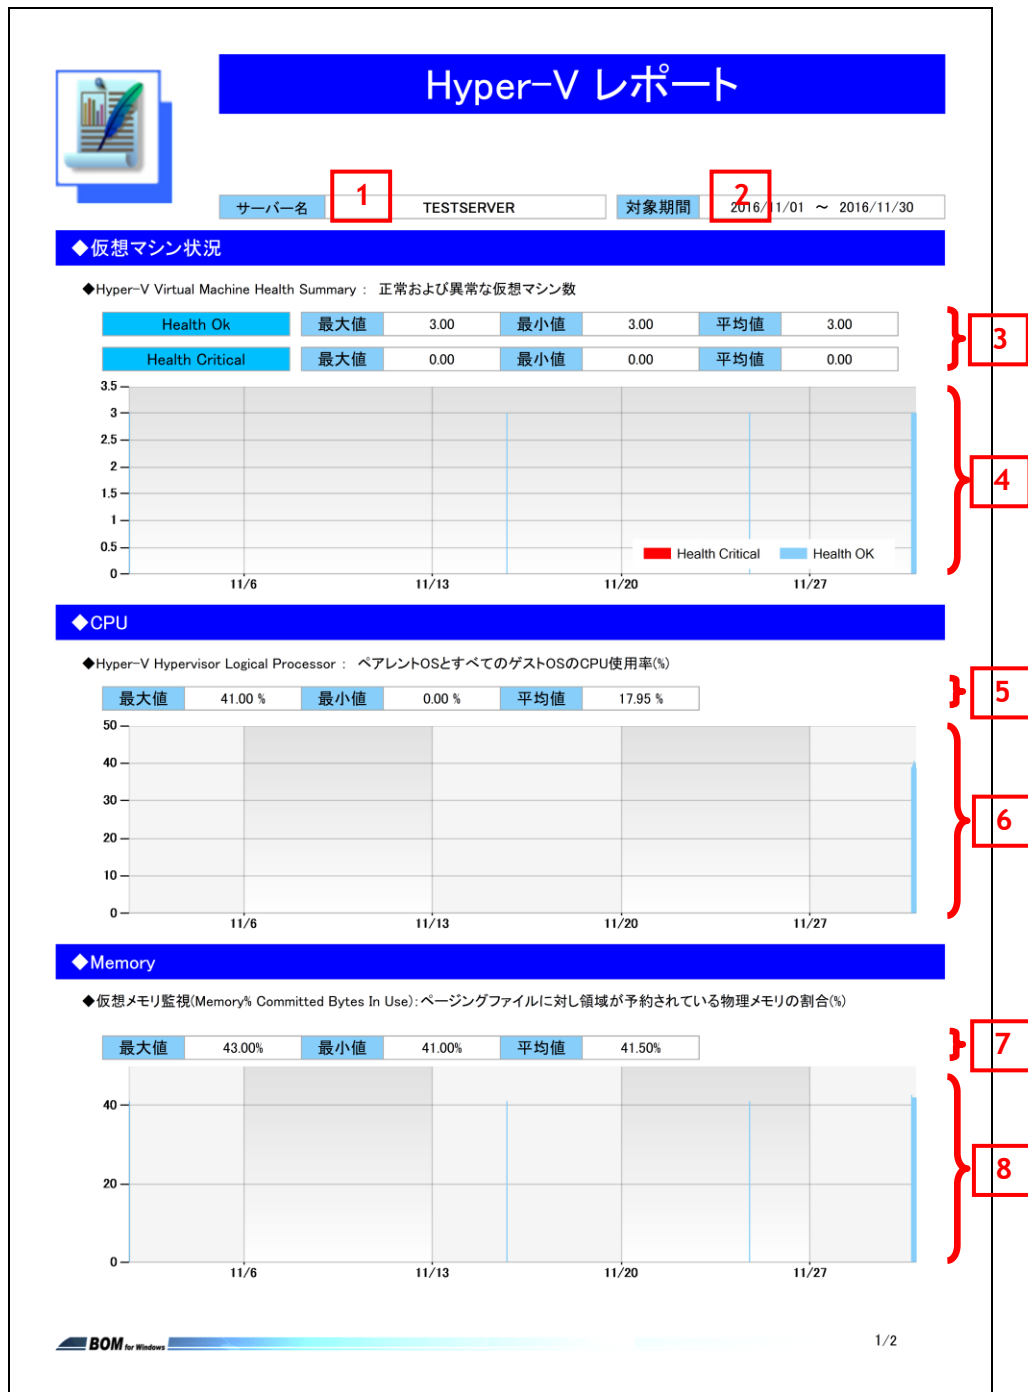 Hyper-V レポート
サーバー名 1 TESTSERVER 対象期間 2 2016/11/01 ～ 2016/11/30
◆仮想マシン状況
◆Hyper-V Virtual Machine Health Summary： 正常および異常な仮想マシン数
Health Ok 最大値 3.00 最小値 3.00 平均値 3.00
3
Health Critical 最大値 0.00 最小値 0.00 平均値 0.00
3.5
3
2.5
2
4
1.5
1
0.5
Health Critical Health OK
0
11/6 11/13 11/20 11/27
◆CPU
◆Hyper-V Hypervisor Logical Processor： ペアレントOSとすべてのゲストOSのCPU使用率(%)
最大値 41.00 % 最小値 0.00 % 平均値 17.95 % 5
50
40
30
6
20
10
0
11/6 11/13 11/20 11/27
◆Memory
◆仮想メモリ監視(Memory% Committed Bytes In Use)：ページングファイルに対し領域が予約されている物理メモリの割合(%)
最大値 43.00% 最小値 41.00% 平均値 41.50% 7
40
8
20
0
11/6 11/13 11/20 11/27
BOM for Windows 1/2